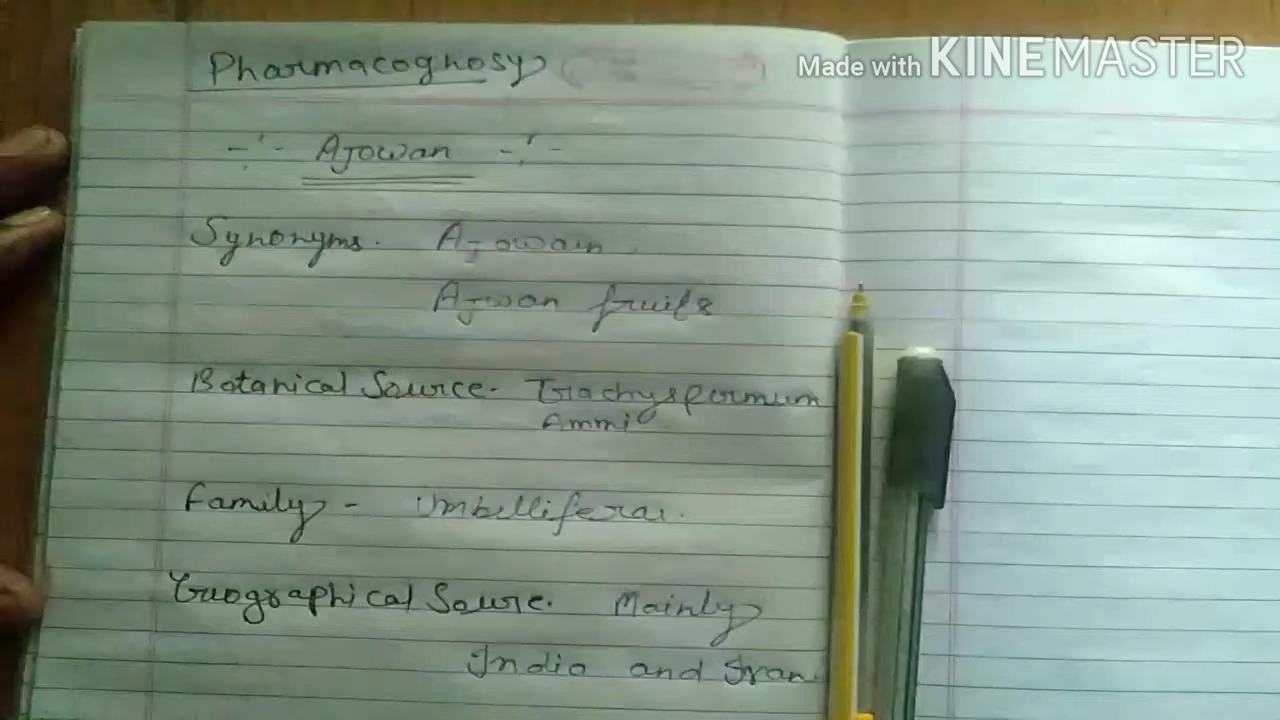 Pharmacognosy
Made with KINEMASTER
-:- Ajowan -:-
Synonyms. Ajowain.
Ajwon fruits
Botanical Source. Trachyspermum
Ammi
Family - Umbelliferae.
Geographical Source. Mainly
India and Iran.